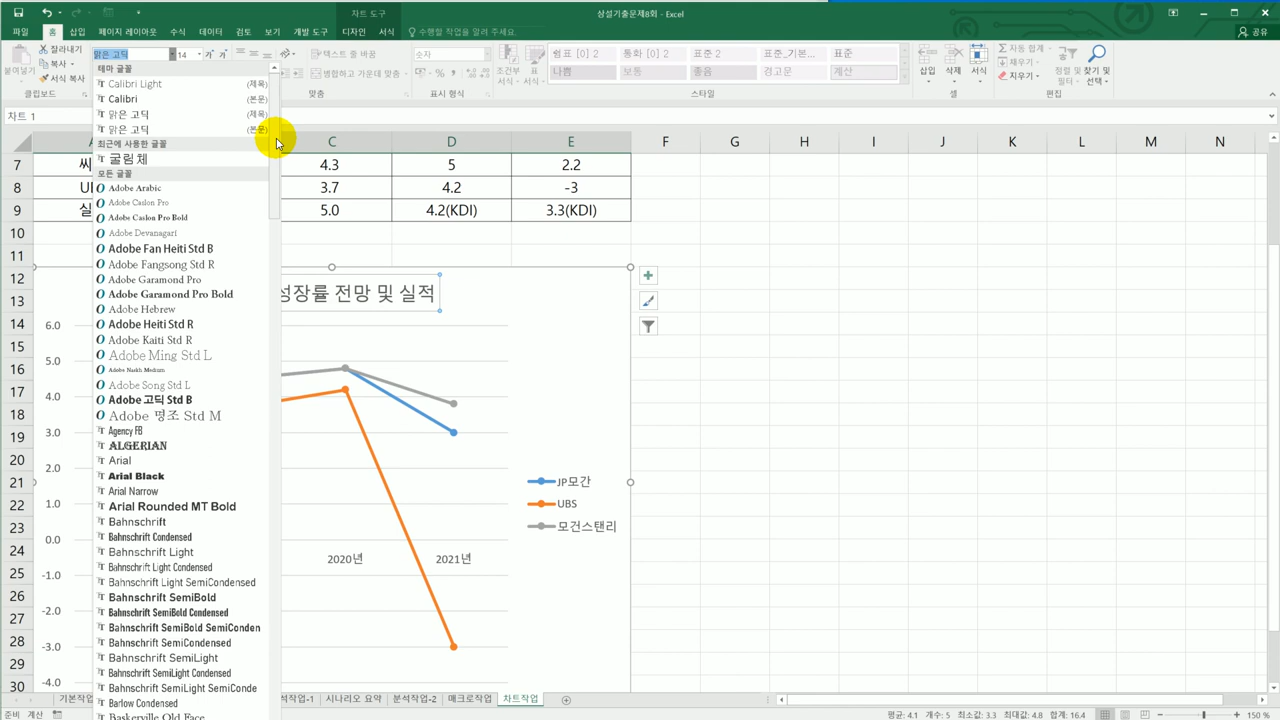 차트 도구
상설기출문제8회 - Excel
파일 홈 삽입 페이지 레이아웃 수식 데이터 검토 보기 개발 도구 디자인 서식 수행할 작업을 알려 주세요. 공유
붙여넣기
잘라내기
복사
서식 복사
클립보드
맑은 고딕 14
텍스트 줄 바꿈
병합하고 가운데 맞춤
맞춤
숫자
표시 형식
조건부 서식
표 서식
쉼표 [0] 2 통화 [0] 2 표준 2 표준_기본... 표준
나쁨 보통 좋음 경고문 계산
스타일
삽입 삭제 서식
셀
자동 합계
채우기
지우기
정렬 및 필터
찾기 및 선택
편집
차트 1
테마 글꼴
Calibri Light (제목)
Calibri (본문)
맑은 고딕 (제목)
맑은 고딕 (본문)
최근에 사용한 글꼴
굴림체
모든 글꼴
Adobe Arabic
Adobe Caslon Pro
Adobe Caslon Pro Bold
Adobe Devanagari
Adobe Fan Heiti Std B
Adobe Fangsong Std R
Adobe Garamond Pro
Adobe Garamond Pro Bold
Adobe Hebrew
Adobe Heiti Std R
Adobe Kaiti Std R
Adobe Ming Std L
Adobe Naskh Medium
Adobe Song Std L
Adobe 고딕 Std B
Adobe 명조 Std M
Agency FB
ALGERIAN
Arial
Arial Black
Arial Narrow
Arial Rounded MT Bold
Bahnschrift
Bahnschrift Condensed
Bahnschrift Light
Bahnschrift Light Condensed
Bahnschrift Light SemiCondensed
Bahnschrift SemiBold
Bahnschrift SemiBold Condensed
Bahnschrift SemiBold SemiConden
Bahnschrift SemiCondensed
Bahnschrift SemiLight
Bahnschrift SemiLight Condensed
Bahnschrift SemiLight SemiConde
Barlow Condensed
Baskerville Old Face
C D E F G H I J K L M N
7 씨 4.3 5 2.2
8 UI 3.7 4.2 -3
9 실 5.0 4.2(KDI) 3.3(KDI)
10
11
12
13
14
15
16
17
18
19
20
21
22
23
24
25
26
27
28
29
30
성장률 전망 및 실적
6.0
5.0
4.0
3.0
2.0
1.0
0.0
-1.0
-2.0
-3.0
-4.0
2020년 2021년
JP모간
UBS
모건스탠리
기본작업 석작업-1 시나리오 요약 분석작업-2 매크로작업 차트작업
준비 계산
평균: 4.1 개수: 5 최소값: 3.3 최대값: 4.8 합계: 16.4 150 %